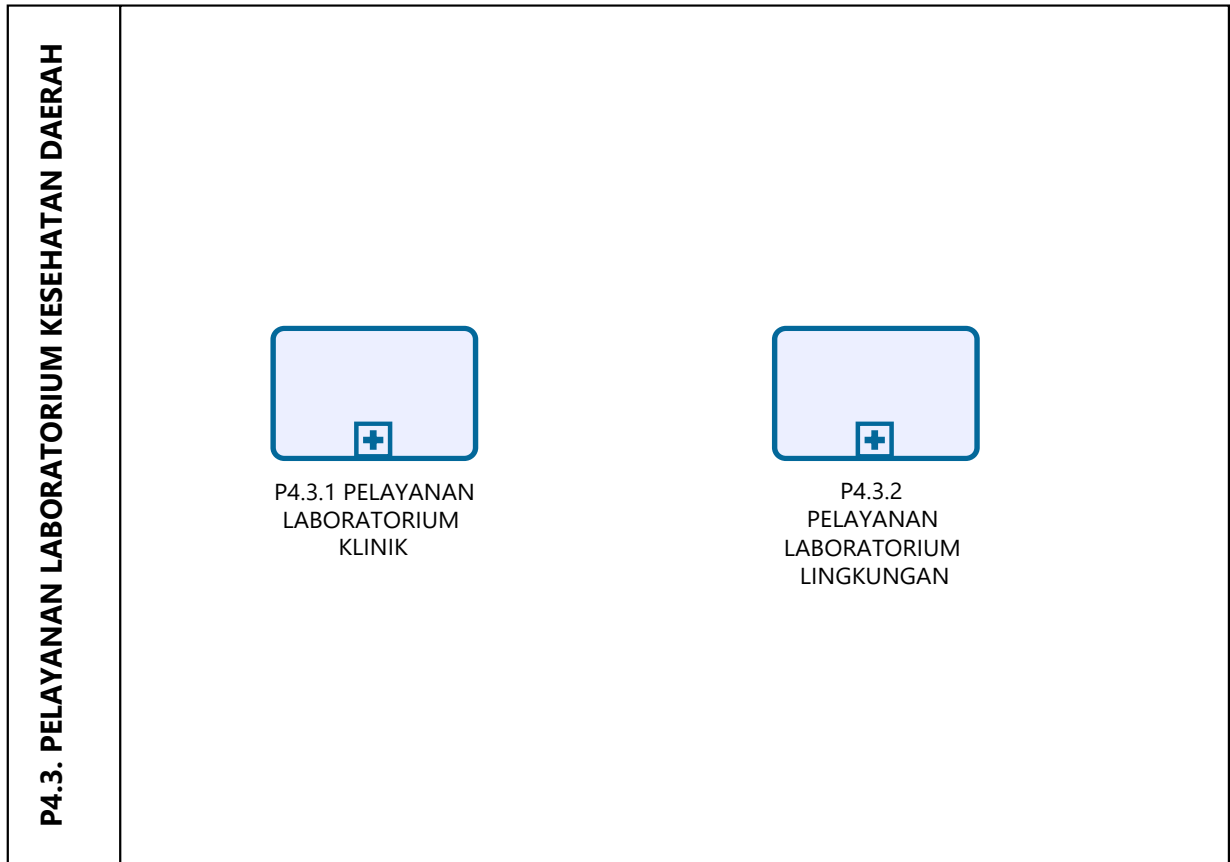 P4.3. PELAYANAN LABORATORIUM KESEHATAN DAERAH
P4.3.1 PELAYANAN
LABORATORIUM
KLINIK
P4.3.2
PELAYANAN
LABORATORIUM
LINGKUNGAN